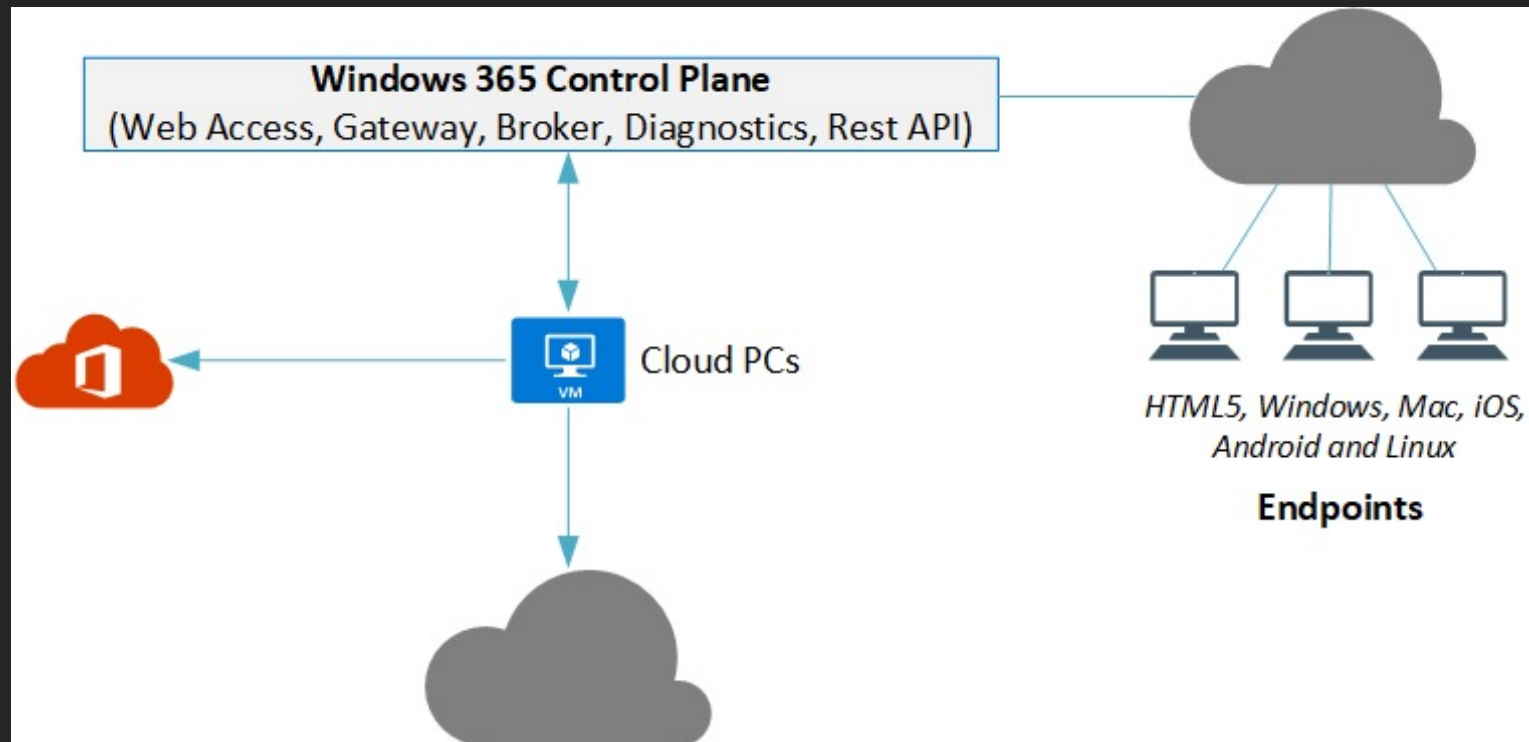 Windows 365 Control Plane
(Web Access, Gateway, Broker, Diagnostics, Rest API)
VM
Cloud PCs
HTML5, Windows, Mac, iOS,
Android and Linux
Endpoints